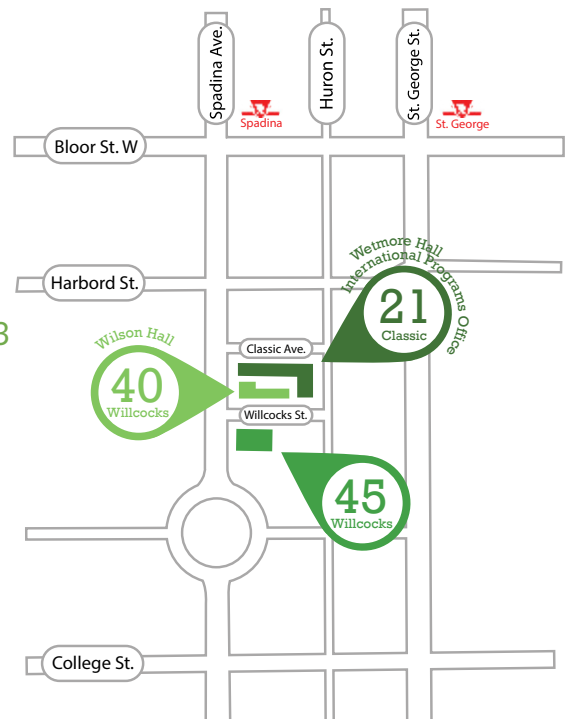 Spadina Ave.
Huron St.
St. George St.
Spadina
St. George
Bloor St. W
Wetmore Hall
International Programs Office
Harbord St.
21
Classic
3
Wilson Hall
Classic Ave.
40
Willcocks
Willcocks St.
45
Willcocks
College St.